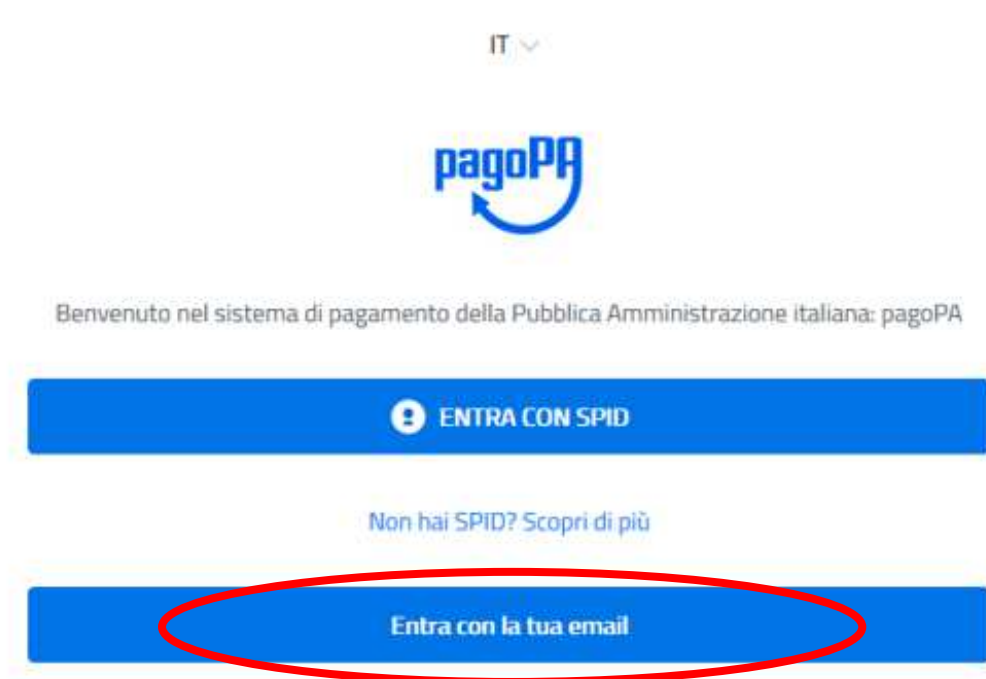 IT
pagoPA
Benvenuto nel sistema di pagamento della Pubblica Amministrazione italiana: pagoPA
ENTRA CON SPID
Non hai SPID? Scopri di più
Entra con la tua email